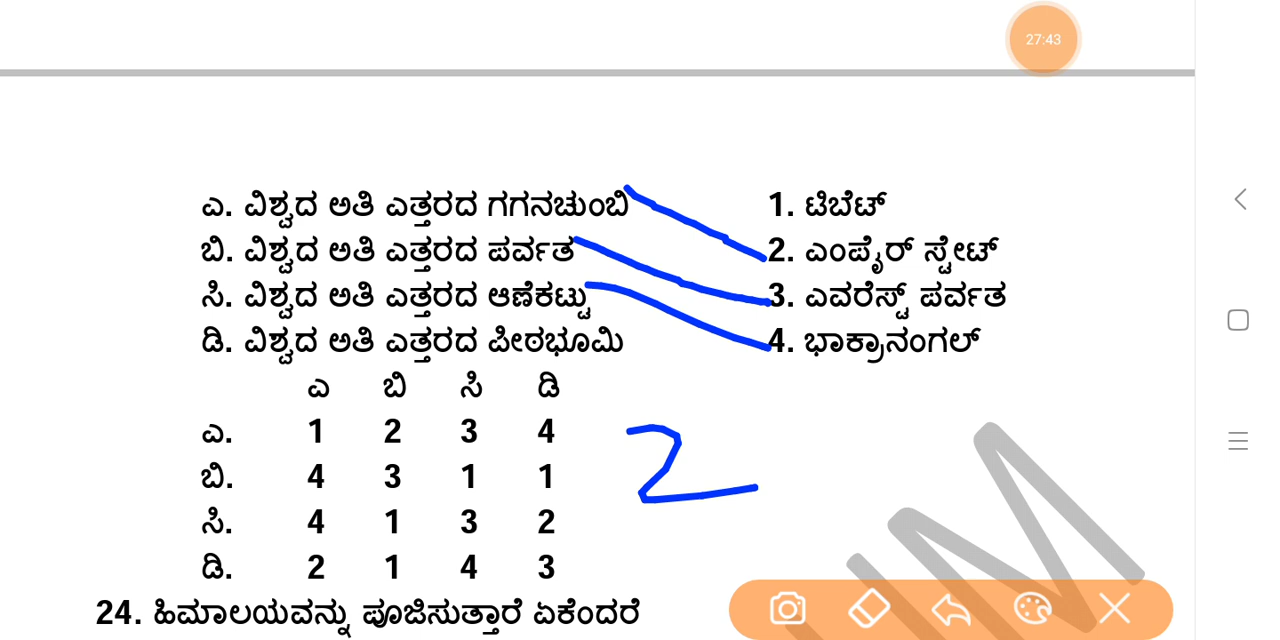 27:43
ಎ. ವಿಶ್ವದ ಅತಿ ಎತ್ತರದ ಗಗನಚುಂಬಿ 1. ಟಿಬೆಟ್
ಬಿ. ವಿಶ್ವದ ಅತಿ ಎತ್ತರದ ಪರ್ವತ 2. ಎಂಪೈರ್ ಸ್ಟೇಟ್
ಸಿ. ವಿಶ್ವದ ಅತಿ ಎತ್ತರದ ಆಣೆಕಟ್ಟು 3. ಎವರೆಸ್ಟ್ ಪರ್ವತ
ಡಿ. ವಿಶ್ವದ ಅತಿ ಎತ್ತರದ ಪೀಠಭೂಮಿ 4. ಭಾಕ್ರಾನಂಗಲ್
ಎ ಬಿ ಸಿ ಡಿ
ಎ. 1 2 3 4
ಬಿ. 4 3 1 1
ಸಿ. 4 1 3 2
ಡಿ. 2 1 4 3
2
24. ಹಿಮಾಲಯವನ್ನು ಪೂಜಿಸುತ್ತಾರೆ ಏಕೆಂದರೆ